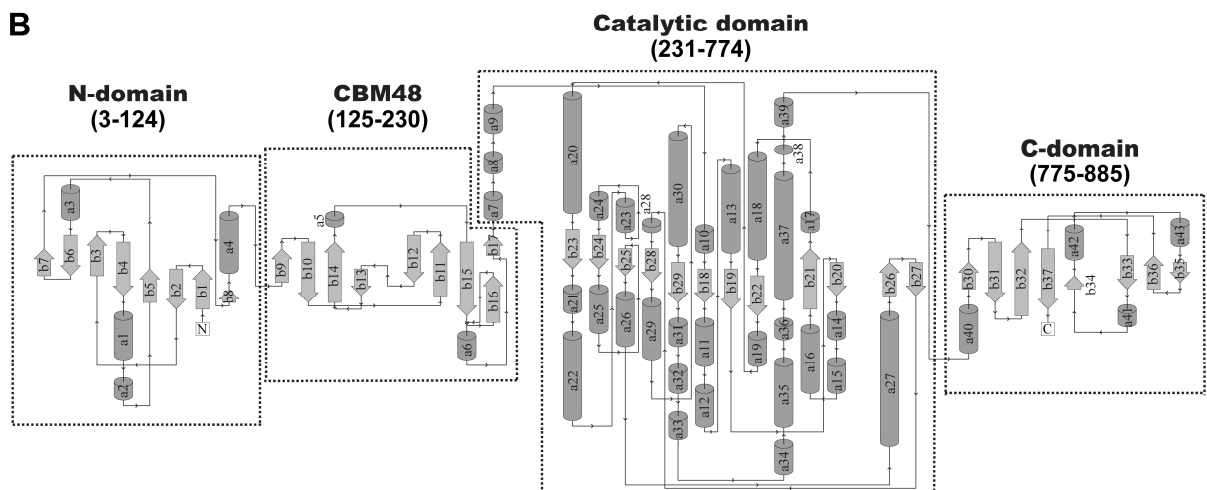 B
Catalytic domain
(231-774)
N-domain
(3-124)
CBM48
(125-230)
C-domain
(775-885)
b7
a3
b6
b3
b4
a1
a2
b5
b2
b1
N
a4
b8
b9
b10
a5
b14
b13
b12
b11
b15
a6
b16
b17
a7
a8
a9
a20
b23
a21
a22
a24
b24
a25
a23
b25
a26
a28
b28
a29
a30
b29
a31
a32
a33
a10
b18
a11
a12
a13
b19
a18
b22
a19
a39
a38
a37
a36
a35
a34
a17
b21
a16
b20
a14
a15
b26
a27
b27
b30
a40
b31
b32
b37
C
a42
b34
b33
a41
b36
a43
b35